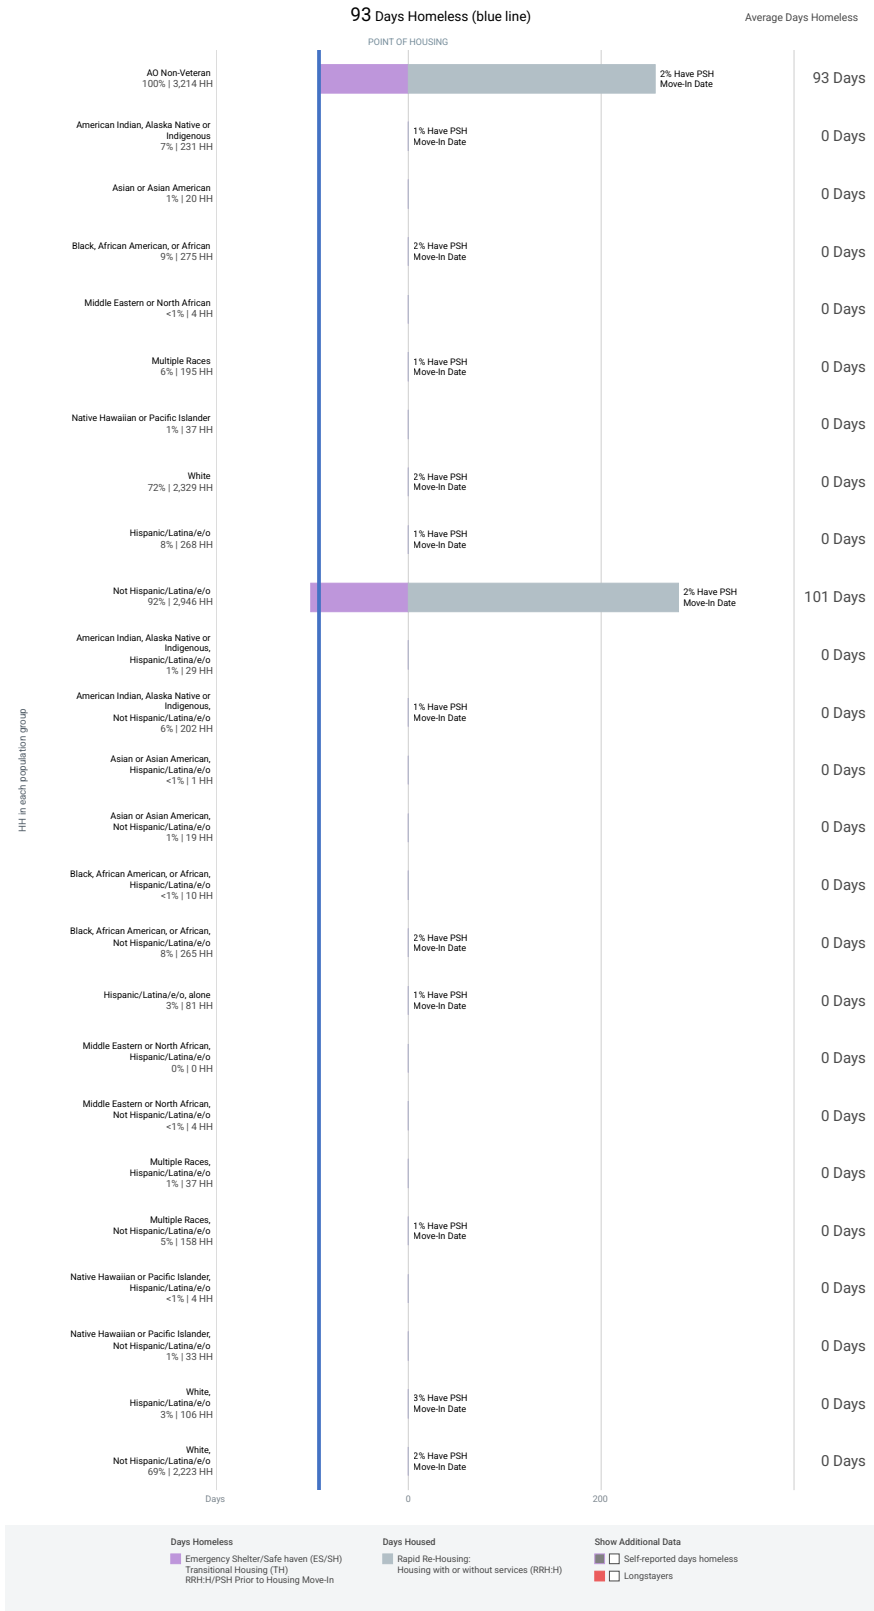 93 Days Homeless (blue line)
Average Days Homeless
POINT OF HOUSING
AO Non-Veteran
100% | 3,214 HH
2% Have PSH
Move-In Date
93 Days
American Indian, Alaska Native or
Indigenous
7% | 231 HH
1% Have PSH
Move-In Date
0 Days
Asian or Asian American
1% | 20 HH
0 Days
Black, African American, or African
9% | 275 HH
2% Have PSH
Move-In Date
0 Days
Middle Eastern or North African
<1% | 4 HH
0 Days
Multiple Races
6% | 195 HH
1% Have PSH
Move-In Date
0 Days
Native Hawaiian or Pacific Islander
1% | 37 HH
0 Days
White
72% | 2,329 HH
2% Have PSH
Move-In Date
0 Days
Hispanic/Latina/e/o
8% | 268 HH
1% Have PSH
Move-In Date
0 Days
Not Hispanic/Latina/e/o
92% | 2,946 HH
2% Have PSH
Move-In Date
101 Days
American Indian, Alaska Native or
Indigenous,
Hispanic/Latina/e/o
1% | 29 HH
0 Days
American Indian, Alaska Native or
Indigenous,
Not Hispanic/Latina/e/o
6% | 202 HH
1% Have PSH
Move-In Date
0 Days
HH in each population group
Asian or Asian American,
Hispanic/Latina/e/o
<1% | 1 HH
0 Days
Asian or Asian American,
Not Hispanic/Latina/e/o
1% | 19 HH
0 Days
Black, African American, or African,
Hispanic/Latina/e/o
<1% | 10 HH
0 Days
Black, African American, or African,
Not Hispanic/Latina/e/o
8% | 265 HH
2% Have PSH
Move-In Date
0 Days
Hispanic/Latina/e/o, alone
3% | 81 HH
1% Have PSH
Move-In Date
0 Days
Middle Eastern or North African,
Hispanic/Latina/e/o
0% | 0 HH
0 Days
Middle Eastern or North African,
Not Hispanic/Latina/e/o
<1% | 4 HH
0 Days
Multiple Races,
Hispanic/Latina/e/o
1% | 37 HH
0 Days
Multiple Races,
Not Hispanic/Latina/e/o
5% | 158 HH
1% Have PSH
Move-In Date
0 Days
Native Hawaiian or Pacific Islander,
Hispanic/Latina/e/o
<1% | 4 HH
0 Days
Native Hawaiian or Pacific Islander,
Not Hispanic/Latina/e/o
1% | 33 HH
0 Days
White,
Hispanic/Latina/e/o
3% | 106 HH
3% Have PSH
Move-In Date
0 Days
White,
Not Hispanic/Latina/e/o
69% | 2,223 HH
2% Have PSH
Move-In Date
0 Days
Days
0
200
Days Homeless
Emergency Shelter/Safe haven (ES/SH)
Transitional Housing (TH)
RRH:H/PSH Prior to Housing Move-In
Days Housed
Rapid Re-Housing:
Housing with or without services (RRH:H)
Show Additional Data
Self-reported days homeless
Longstayers